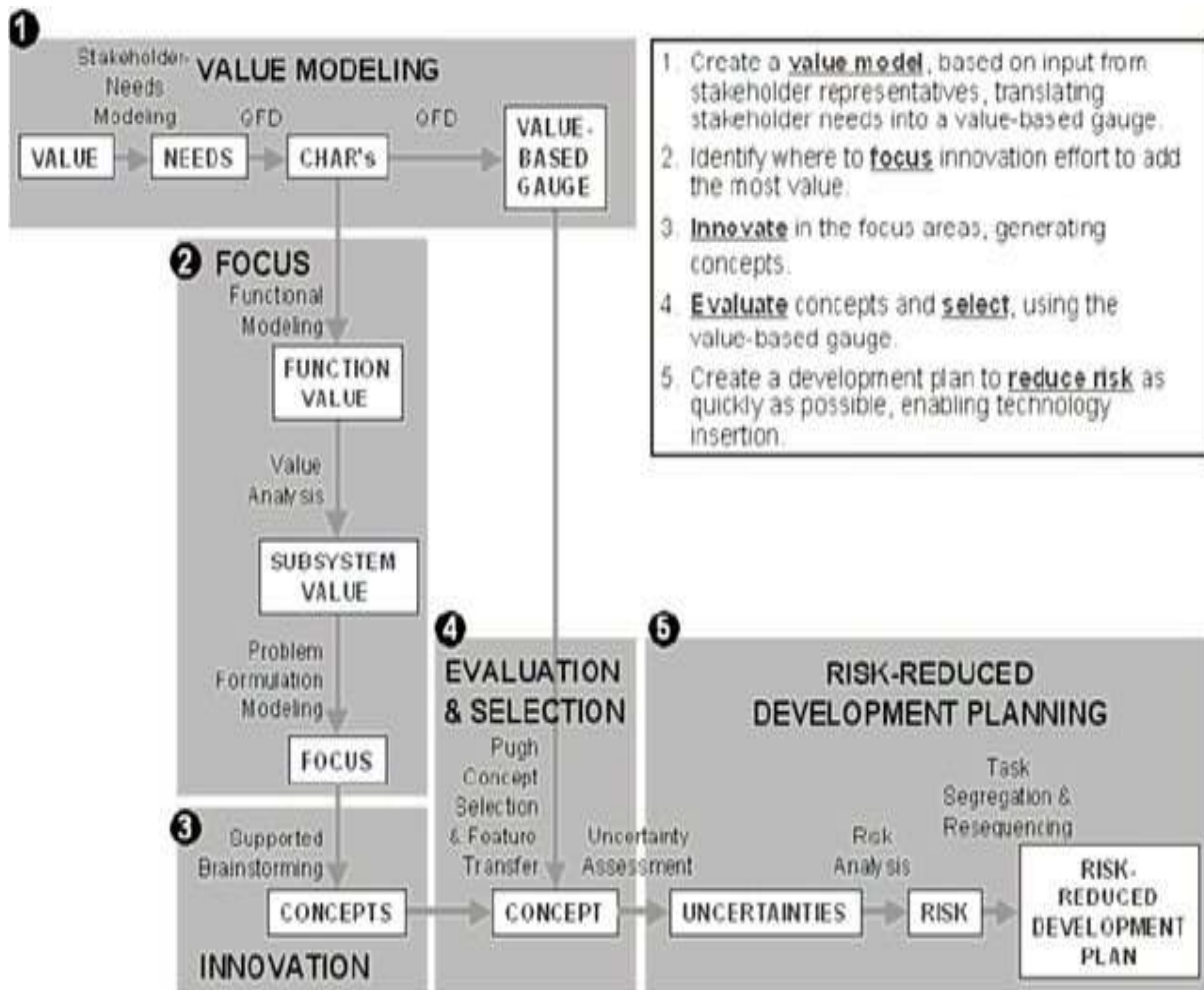 1
VALUE MODELING
Stakeholder-
Needs
Modeling
QFD
QFD
VALUE
NEEDS
CHAR's
VALUE-
BASED
GAUGE
1. Create a value model, based on input from
stakeholder representatives, translating
stakeholder needs into a value-based gauge.
2. Identify where to focus innovation effort to add
the most value.
3. Innovate in the focus areas, generating
concepts.
4. Evaluate concepts and select, using the
value-based gauge.
5. Create a development plan to reduce risk as
quickly as possible, enabling technology
insertion.
2 FOCUS
Functional
Modeling
FUNCTION
VALUE
Value
Analysis
SUBSYSTEM
VALUE
Problem
Formulation
Modeling
FOCUS
3
Supported
Brainstorming
CONCEPTS
INNOVATION
4
EVALUATION
& SELECTION
Pugh
Concept
Selection
& Feature
Transfer
CONCEPT
5
RISK-REDUCED
DEVELOPMENT PLANNING
Uncertainty
Assessment
UNCERTAINTIES
Risk
Analysis
RISK
Task
Segregation &
Resequencing
RISK-
REDUCED
DEVELOPMENT
PLAN